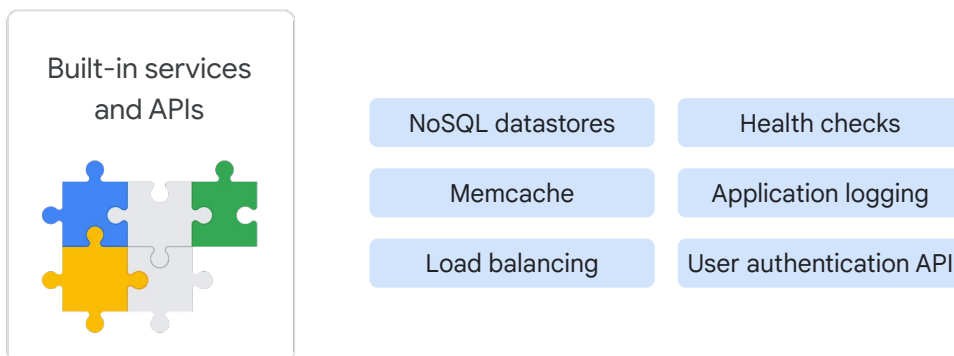 Built-in services
and APIs
NoSQL datastores
Health checks
Memcache
Application logging
Load balancing
User authentication API